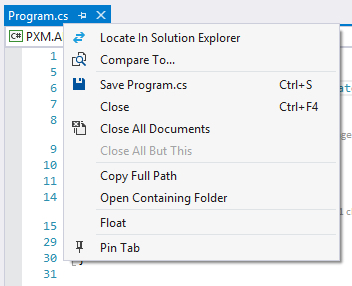 Program.cs
C# PXM.A
Locate In Solution Explorer
Compare To...
Save Program.cs Ctrl+S
Close Ctrl+F4
Close All Documents
Close All But This
Copy Full Path
Open Containing Folder
Float
Pin Tab
1
5
6
7
8
9
10
11
14
15
29
30
31